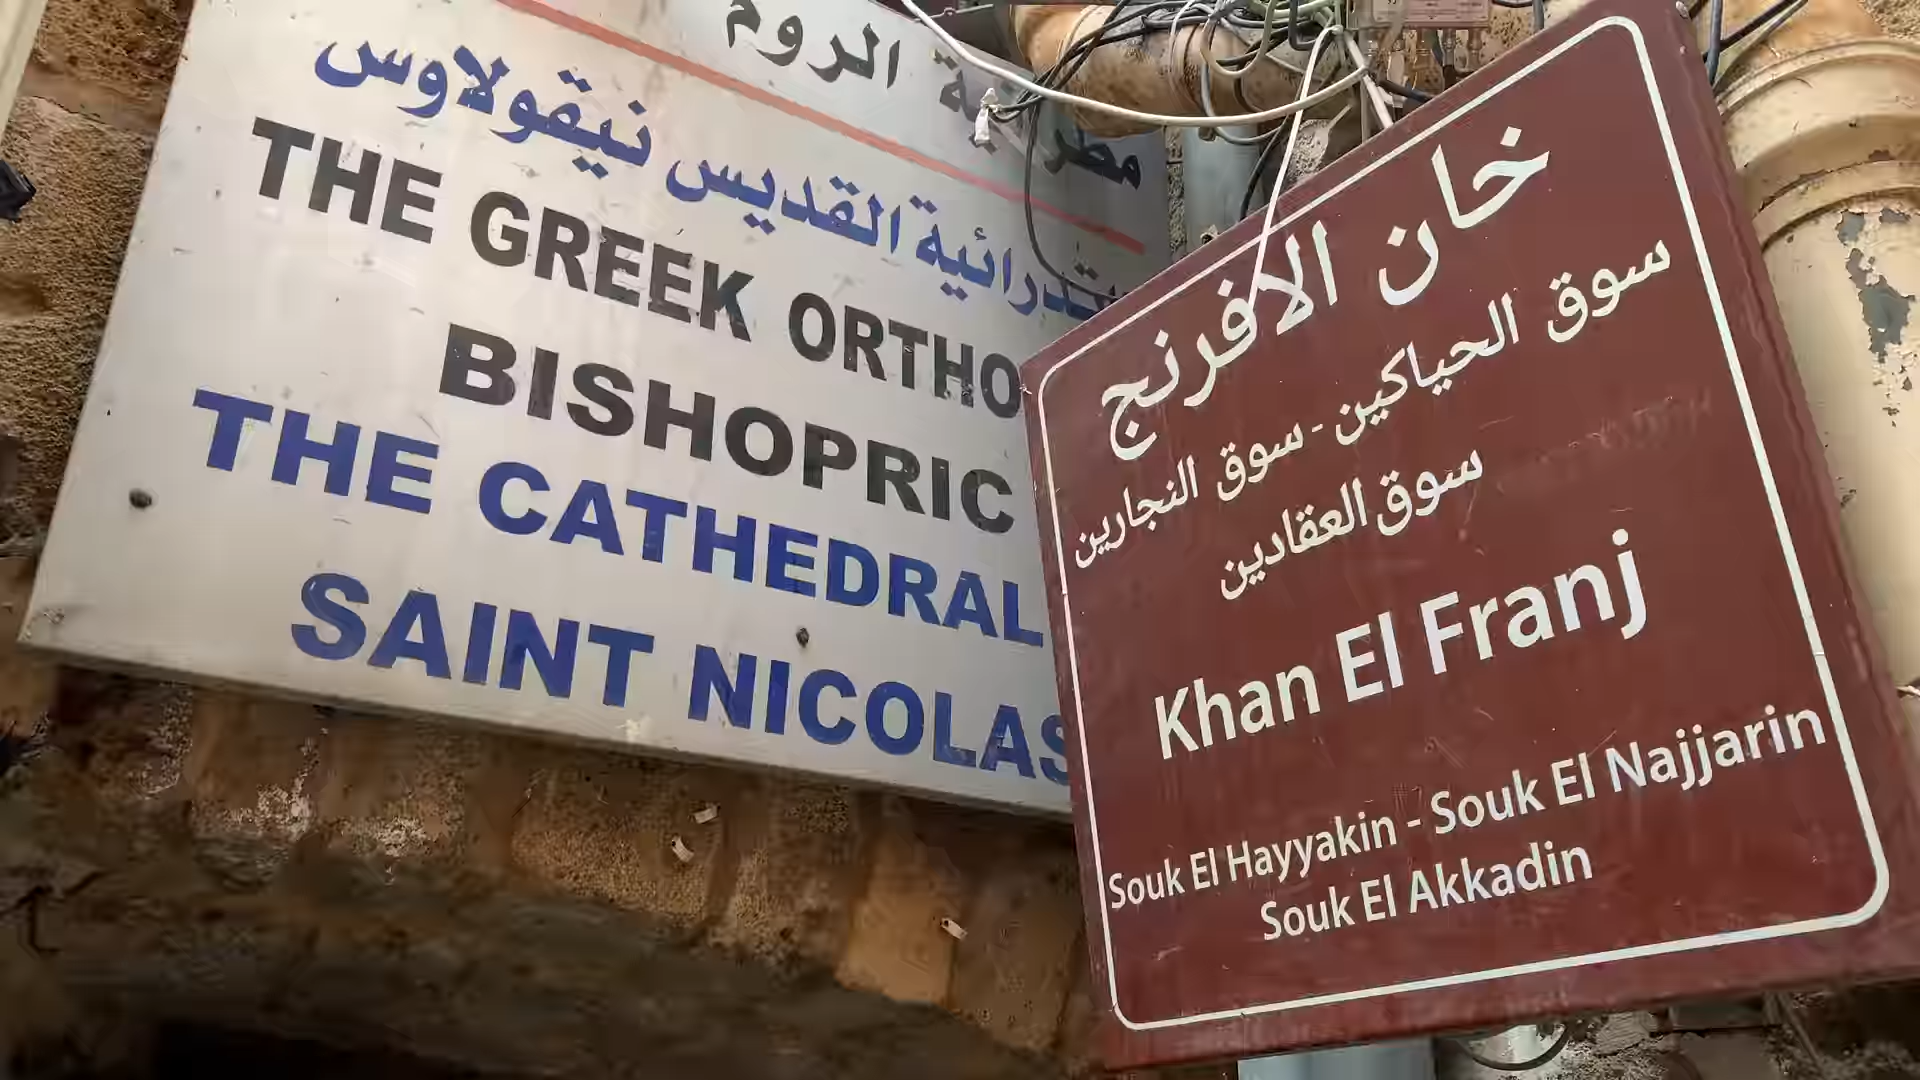 الروم
كاتدرائية القديس نيقولاوس
THE GREEK ORTHO
BISHOPRIC
THE CATHEDRAL
SAINT NICOLAS
خان الافرنج
سوق الحياكين - سوق النجارين
سوق العقادين
Khan El Franj
Souk El Hayyakin - Souk El Najjarin
Souk El Akkadin